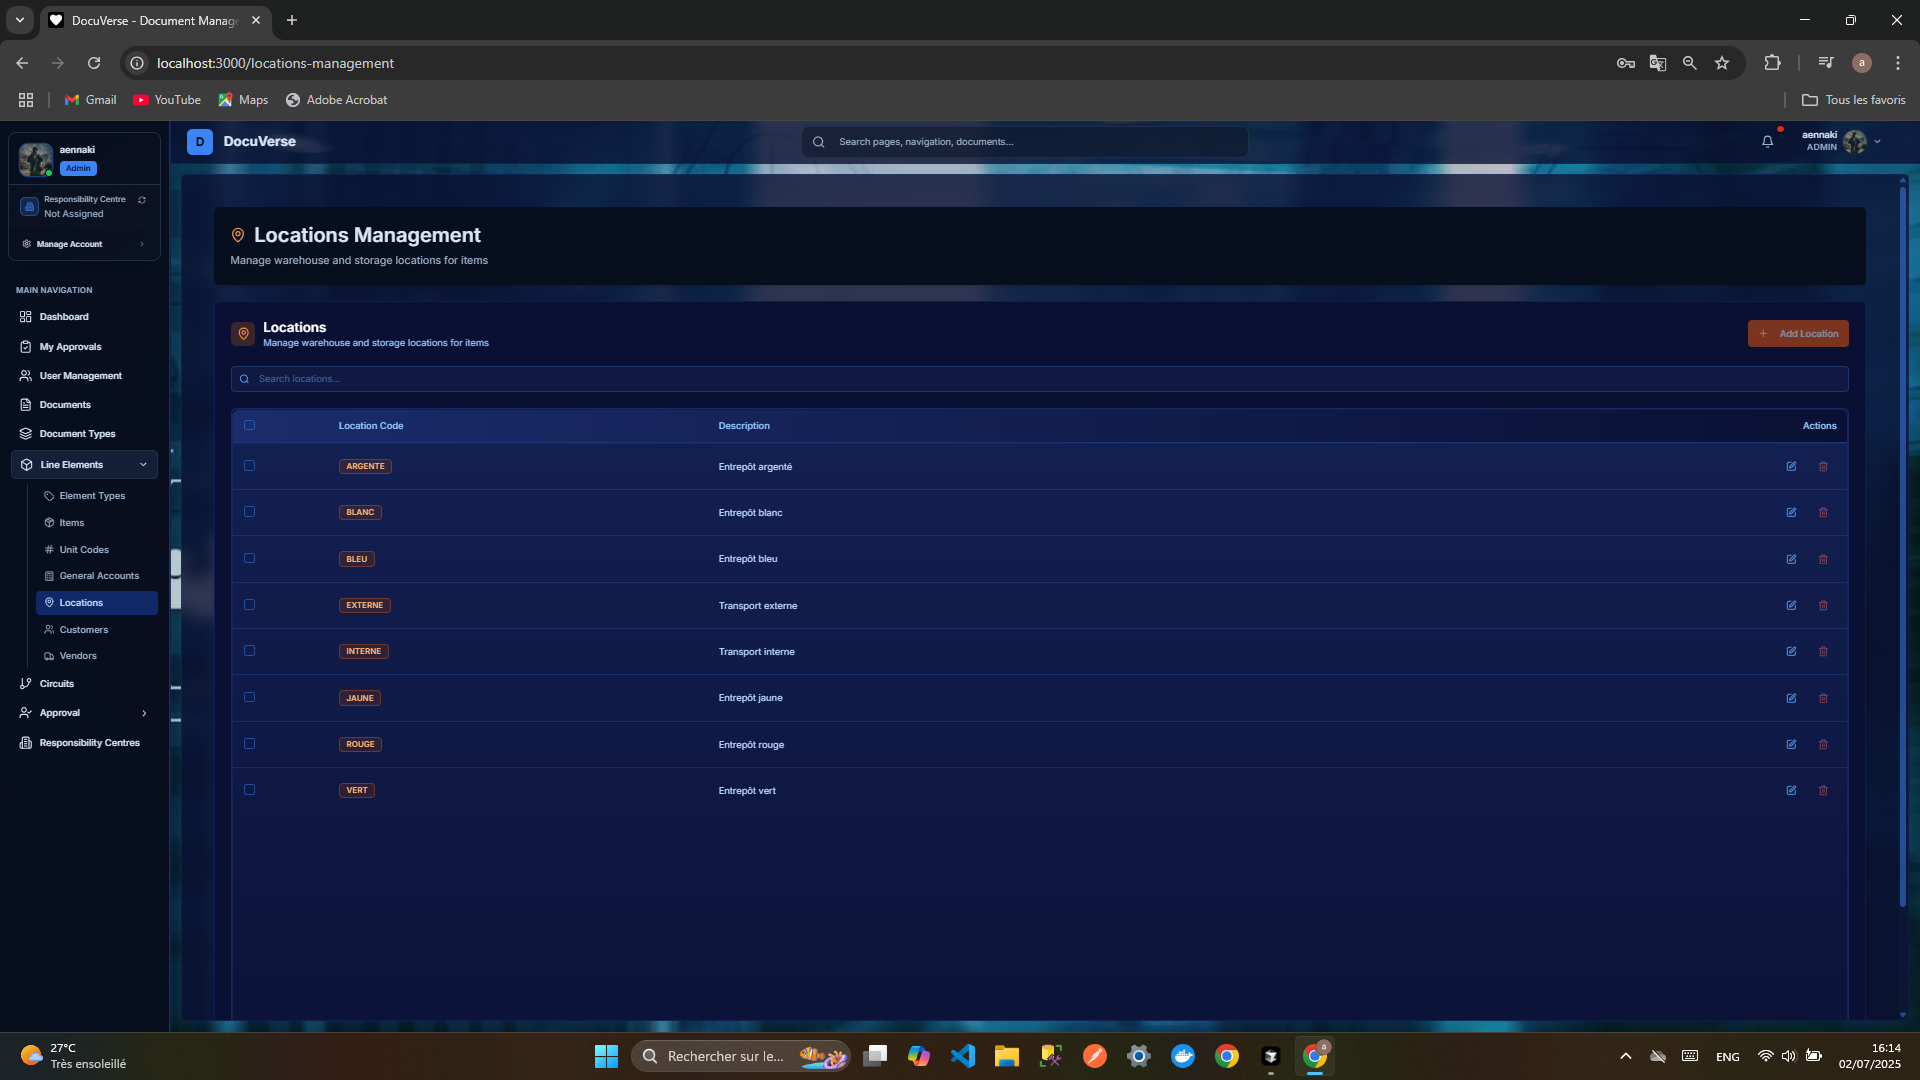 DocuVerse - Document Manag
localhost:3000/locations-management
a
Gmail
YouTube
Maps
Adobe Acrobat
Tous les favoris
aennaki
Admin
Responsibility Centre
Not Assigned
Manage Account
D
DocuVerse
Search pages, navigation, documents...
aennaki
ADMIN
MAIN NAVIGATION
Dashboard
My Approvals
User Management
Documents
Document Types
Line Elements
Element Types
Items
Unit Codes
General Accounts
Locations
Customers
Vendors
Circuits
Approval
Responsibility Centres
Locations Management
Manage warehouse and storage locations for items
Locations
Manage warehouse and storage locations for items
Add Location
Search locations...
Location Code Description Actions
ARGENTE Entrepôt argenté
BLANC Entrepôt blanc
BLEU Entrepôt bleu
EXTERNE Transport externe
INTERNE Transport interne
JAUNE Entrepôt jaune
ROUGE Entrepôt rouge
VERT Entrepôt vert
27°C
Très ensoleillé
Rechercher sur le...
a
ENG
16:14
02/07/2025